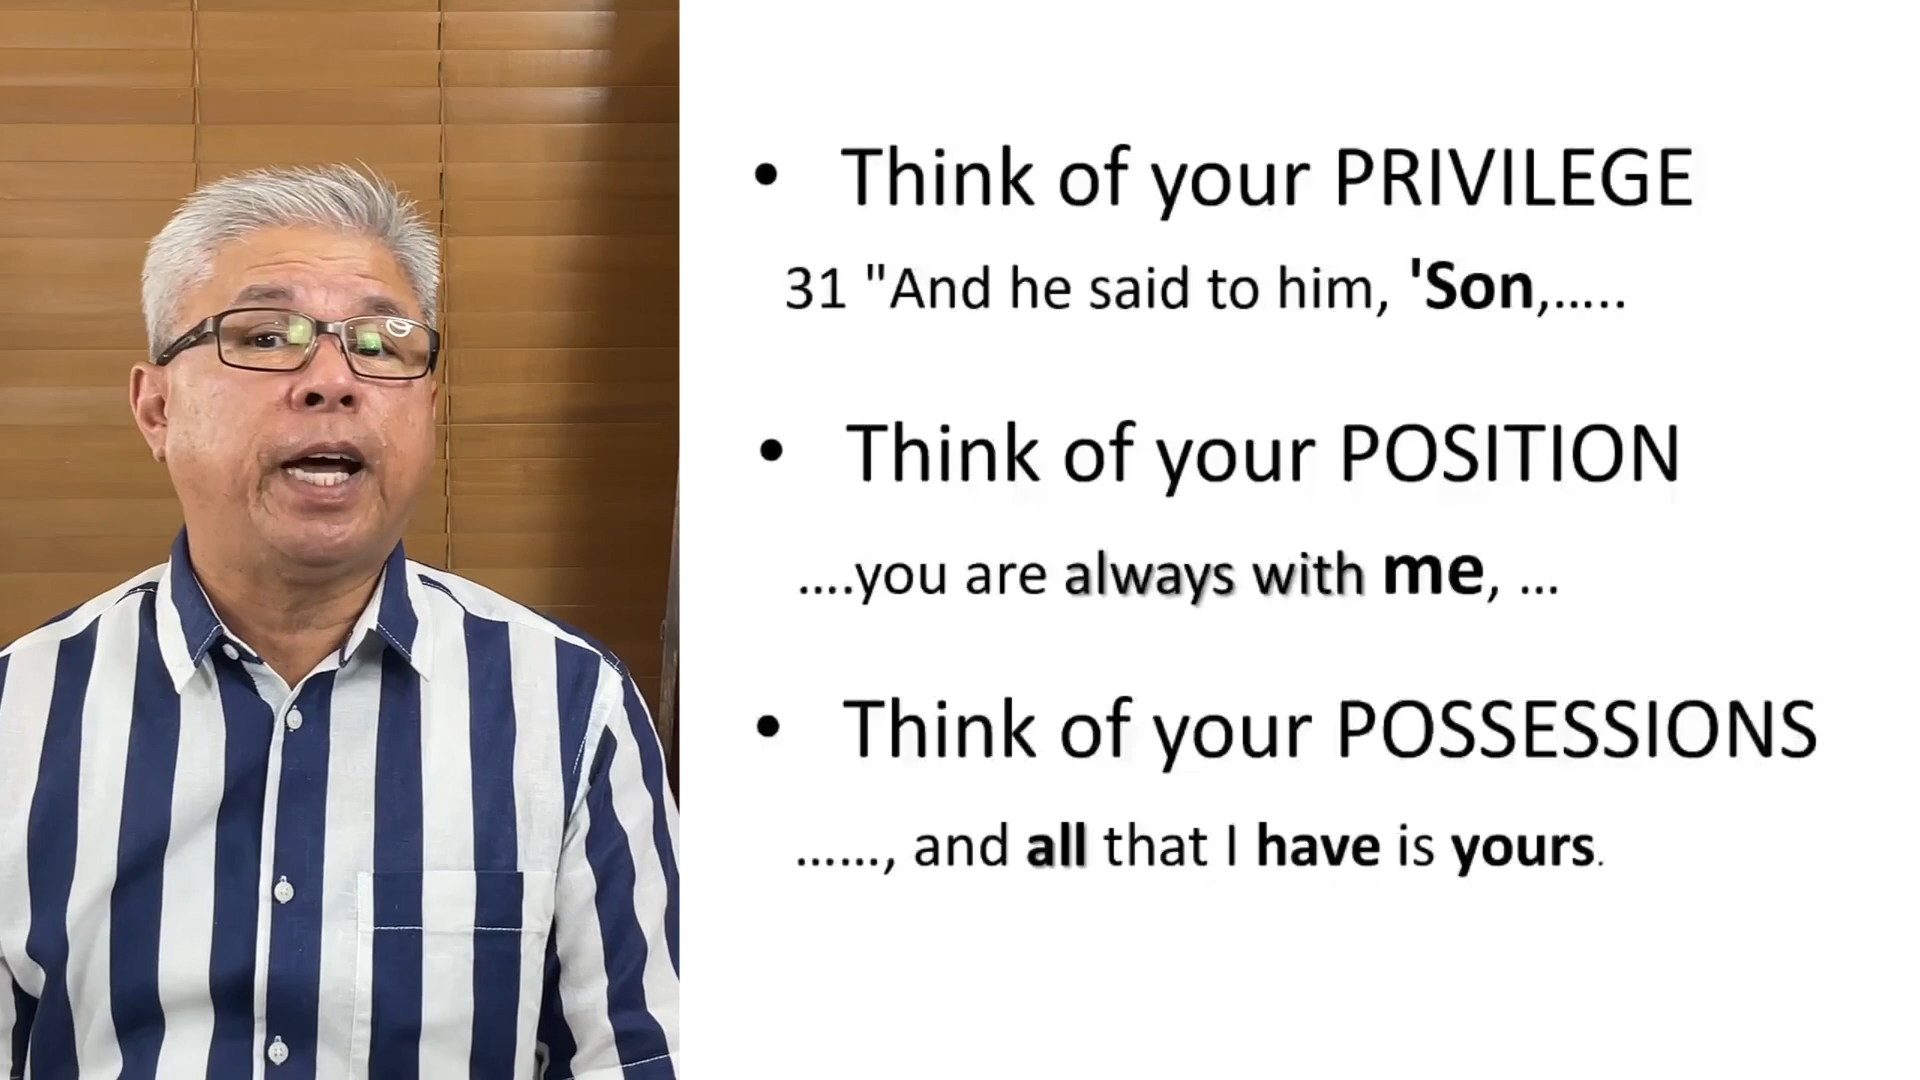 • Think of your PRIVILEGE
31 "And he said to him, 'Son,.....
• Think of your POSITION
....you are always with me, ...
• Think of your POSSESSIONS
......, and all that I have is yours.